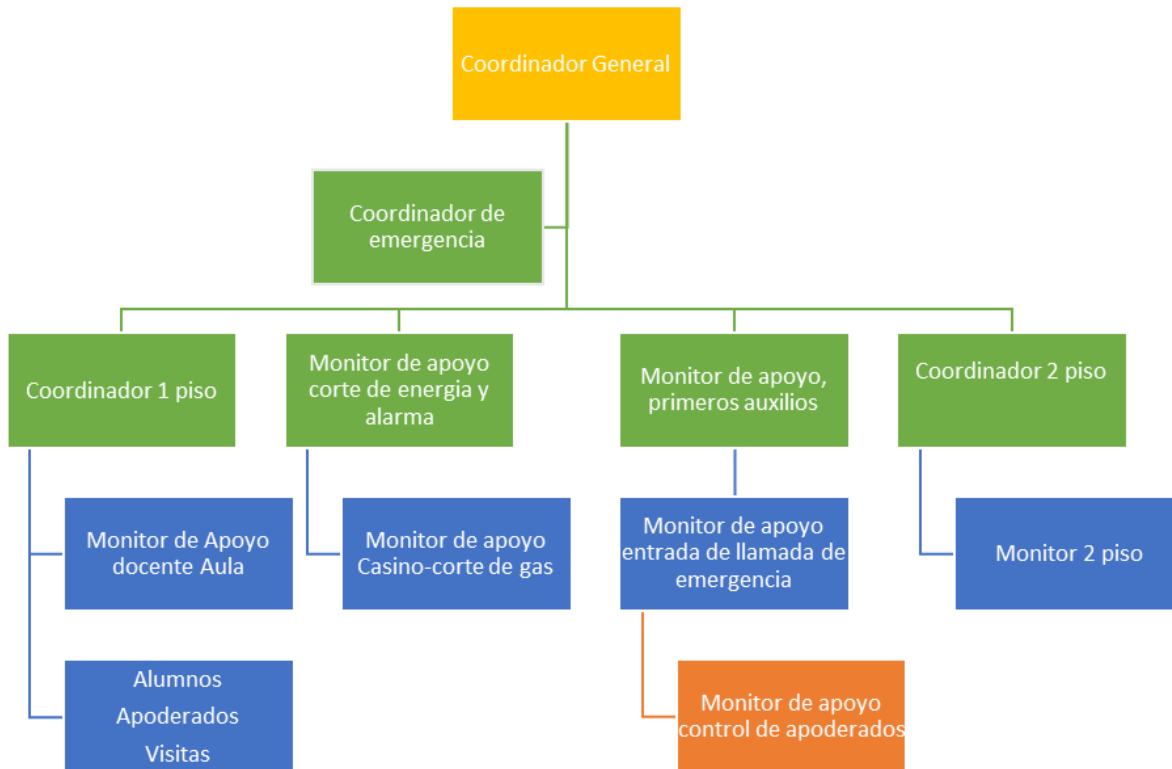 Coordinador General
Coordinador de
emergencia
Coordinador 1 piso
Monitor de apoyo
corte de energia y
alarma
Monitor de apoyo,
primeros auxilios
Coordinador 2 piso
Monitor de Apoyo
docente Aula
Monitor de apoyo
Casino-corte de gas
Monitor de apoyo
entrada de llamada de
emergencia
Monitor 2 piso
Alumnos
Apoderados
Visitas
Monitor de apoyo
control de apoderados